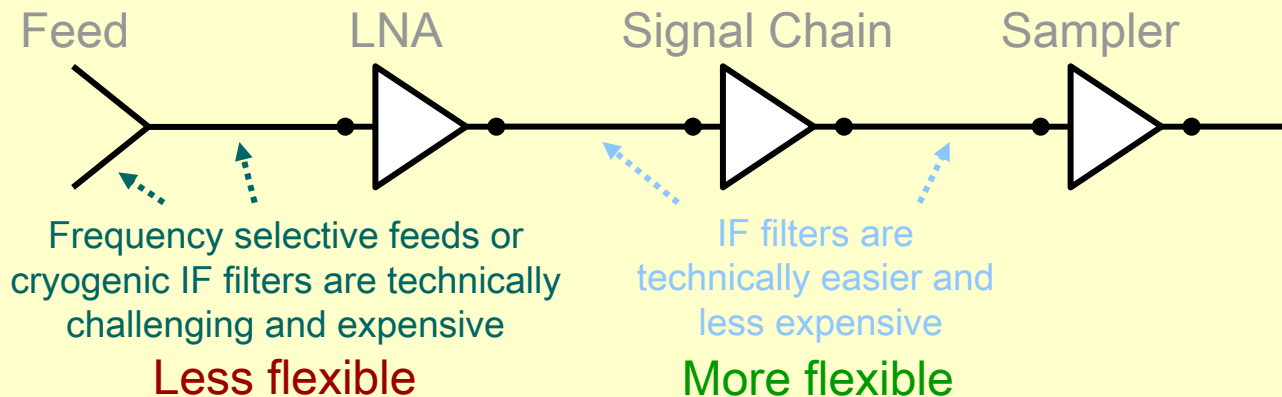 Feed
LNA
Signal Chain
Sampler
Frequency selective feeds or
cryogenic IF filters are technically
challenging and expensive
Less flexible
IF filters are
technically easier and
less expensive
More flexible